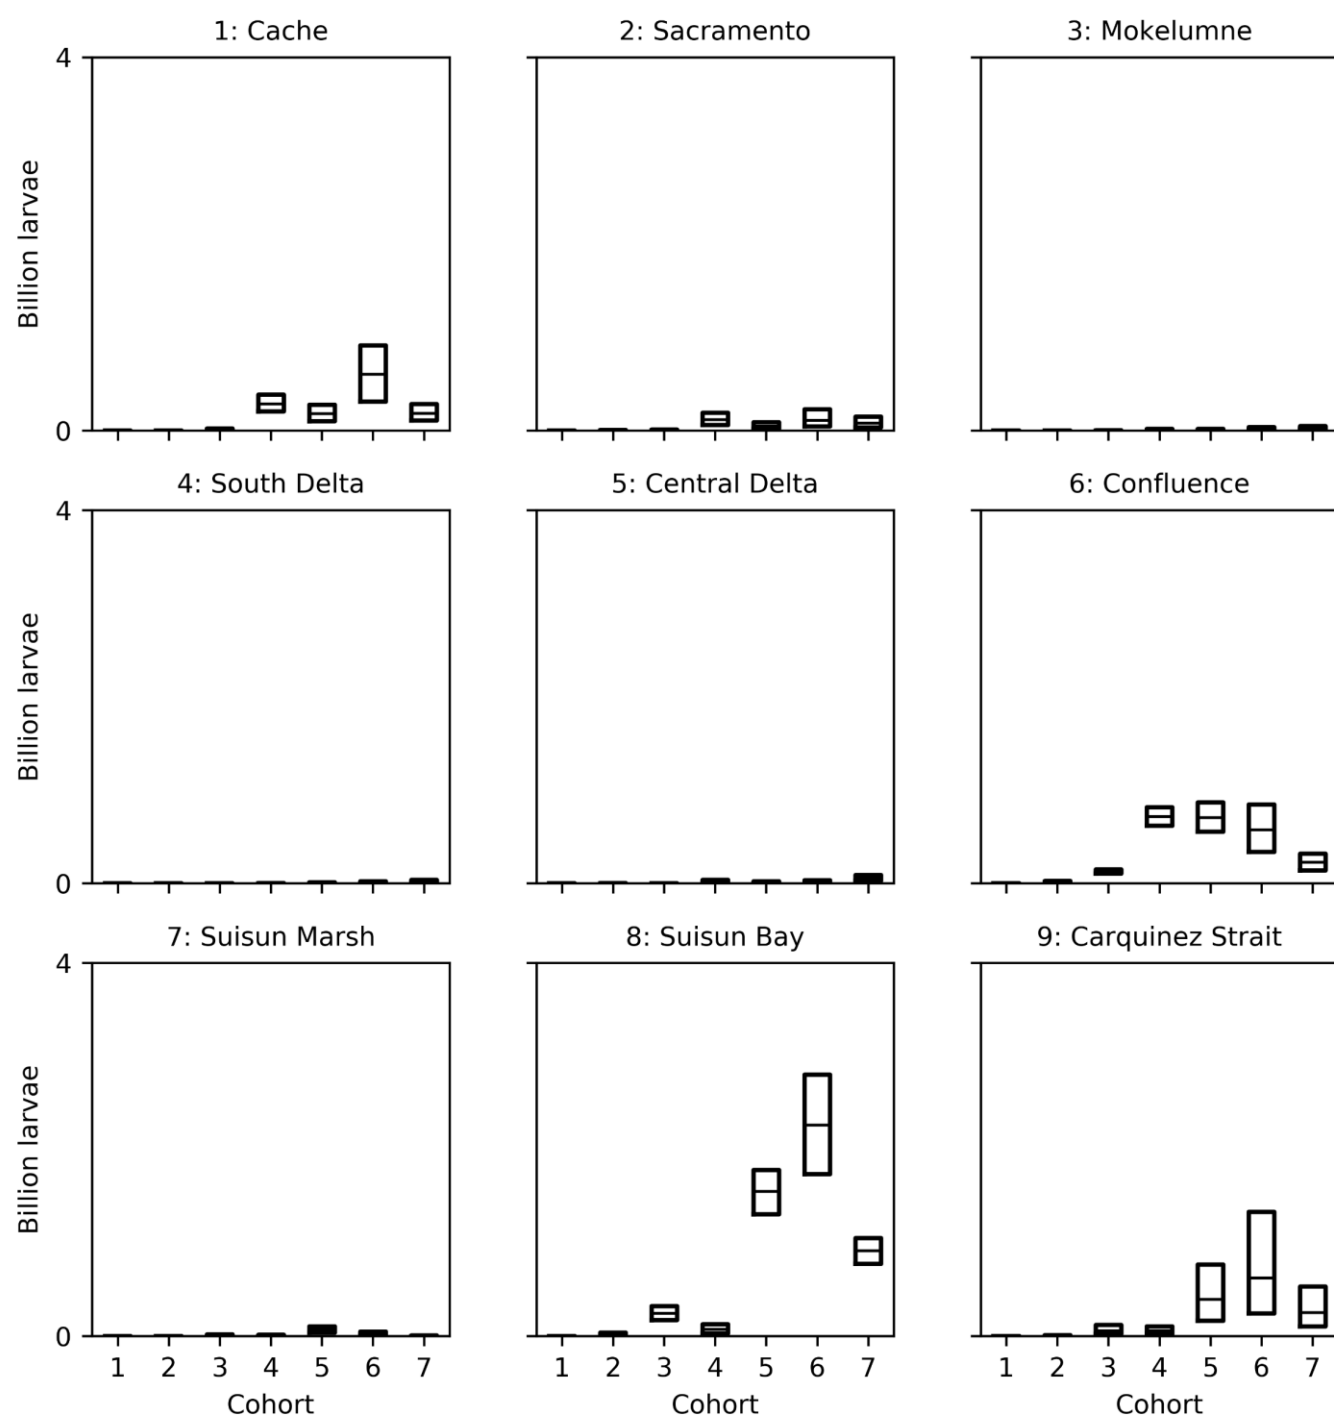 1: Cache
2: Sacramento
3: Mokelumne
4
Billion larvae
0
4: South Delta
5: Central Delta
6: Confluence
4
Billion larvae
0
7: Suisun Marsh
8: Suisun Bay
9: Carquinez Strait
4
Billion larvae
0
1 2 3 4 5 6 7
1 2 3 4 5 6 7
1 2 3 4 5 6 7
Cohort
Cohort
Cohort